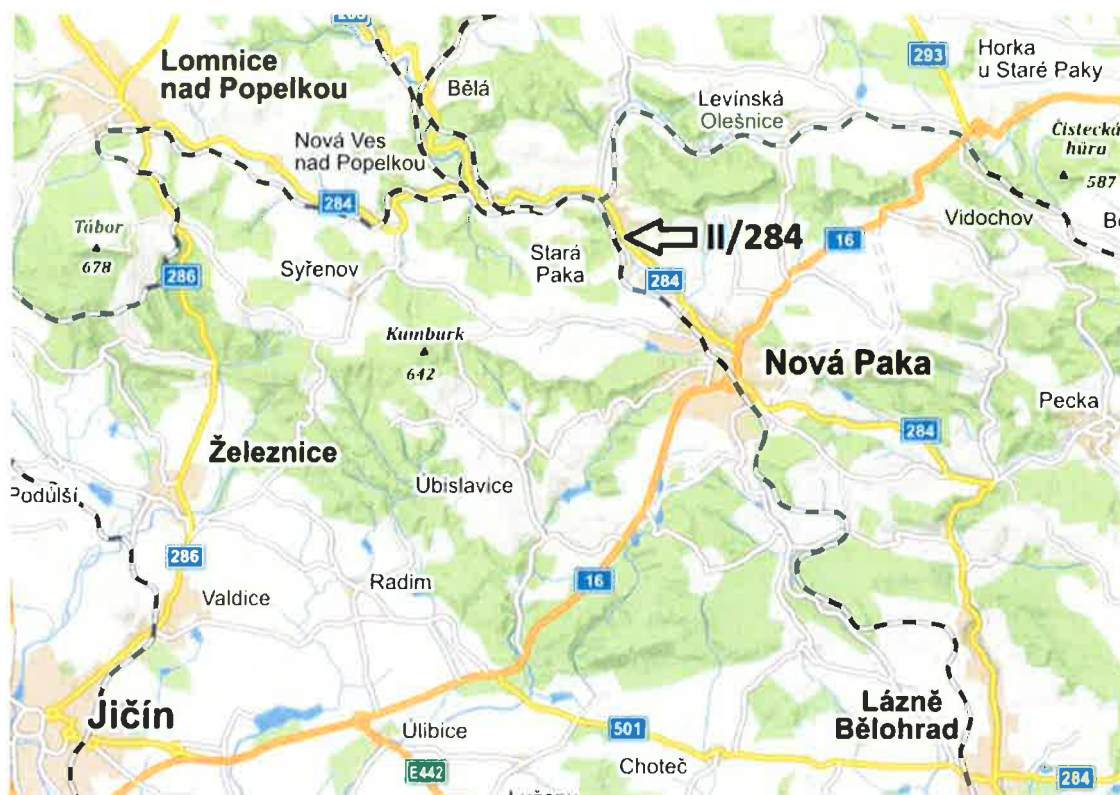 Lomnice
nad Popelkou
Bělá
293
Horka
u Staré Paky
Levínská
Olešnice
Čistecká
hůra
587
Nová Ves
nad Popelkou
284
Vidochov
Tábor
678
286
Syřenov
Stará
Paka
II/284
16
284
Kumburk
642
Nová Paka
Pecka
284
Železnice
Úbislavice
Podůlší
286
Radim
16
Valdice
Jičín
Úlibice
501
Lázně
Bělohrad
E442
Choteč
284